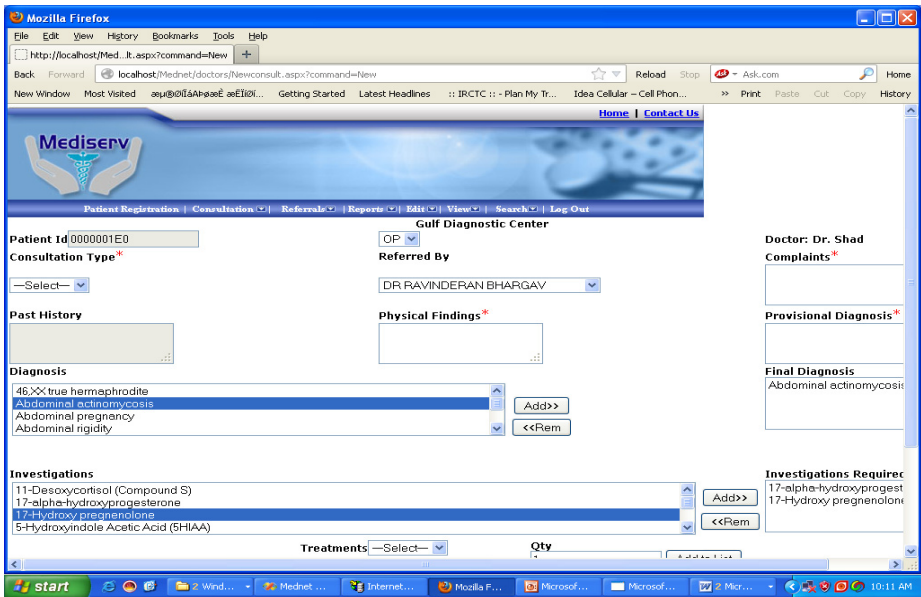 Mozilla Firefox
File Edit View History Bookmarks Tools Help
http://localhost/Med...lt.aspx?command=New
Back Forward localhost/Mednet/doctors/Newconsult.aspx?command=New Reload Stop Ask.com Home
New Window Most Visited Getting Started Latest Headlines :: IRCTC :: - Plan My Tr... Idea Cellular – Cell Phon... » Print Paste Cut Copy History
Home | Contact Us
Mediserv
Patient Registration | Consultation | Referrals | Reports | Edit | View | Search | Log Out
Gulf Diagnostic Center
Patient Id 0000001E0 OP Doctor: Dr. Shad
Consultation Type* Referred By Complaints*
—Select— DR RAVINDERAN BHARGAV
Past History Physical Findings* Provisional Diagnosis*
Diagnosis Final Diagnosis
46,XX true hermaphrodite Abdominal actinomycosis
Abdominal actinomycosis Add>>
Abdominal pregnancy
Abdominal rigidity <<Rem
Investigations Investigations Required
11-Desoxycortisol (Compound S) 17-alpha-hydroxyprogest
17-alpha-hydroxyprogesterone Add>> 17-Hydroxy pregnenolone
17-Hydroxy pregnenolone
5-Hydroxyindole Acetic Acid (5HIAA) <<Rem
Treatments —Select— Qty
start 2 Wind... Mednet ... Internet... Mozilla F... Microsof... Microsof... 2 Micr... 10:11 AM